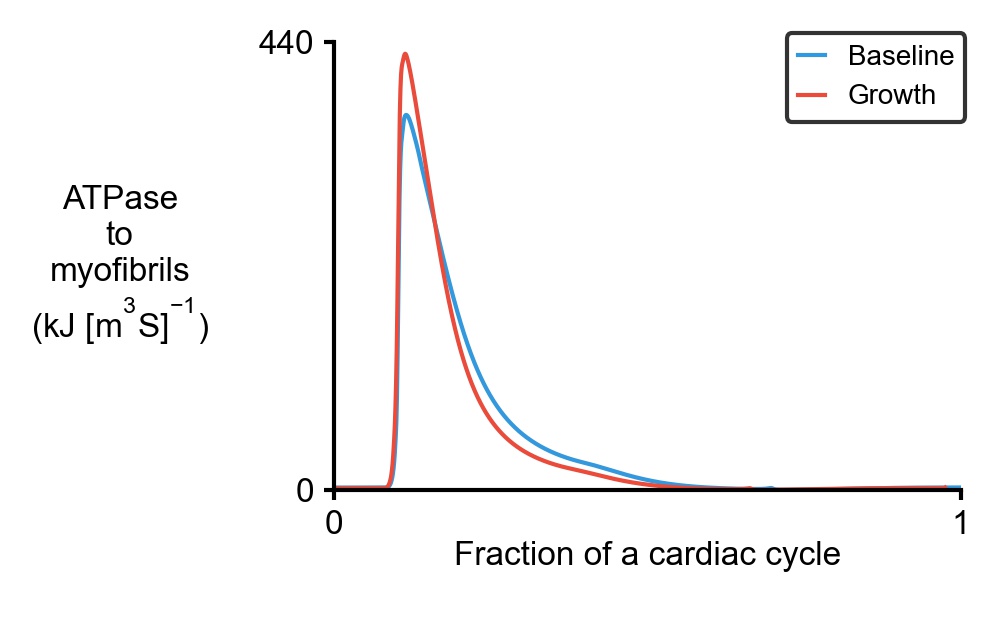 440
Baseline
Growth
ATPase
to
myofibrils
(kJ [m³S]⁻¹)
0
0
1
Fraction of a cardiac cycle